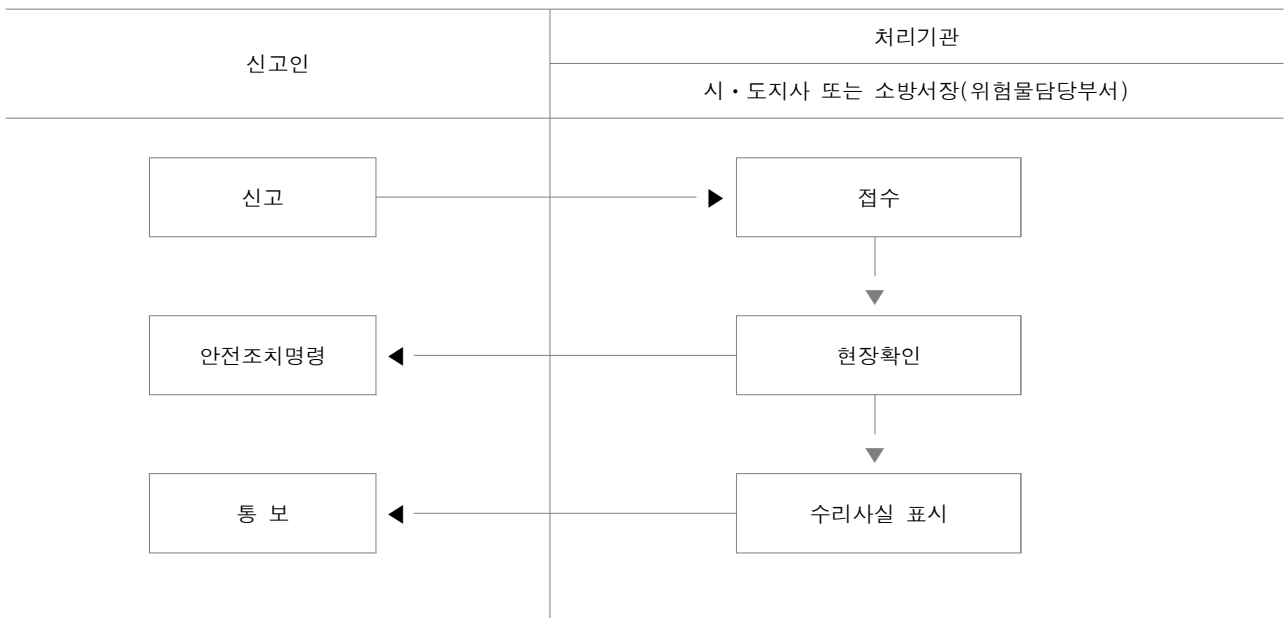 신고인
처리기관
시·도지사 또는 소방서장(위험물담당부서)
신고
접수
안전조치명령
현장확인
통 보
수리사실 표시